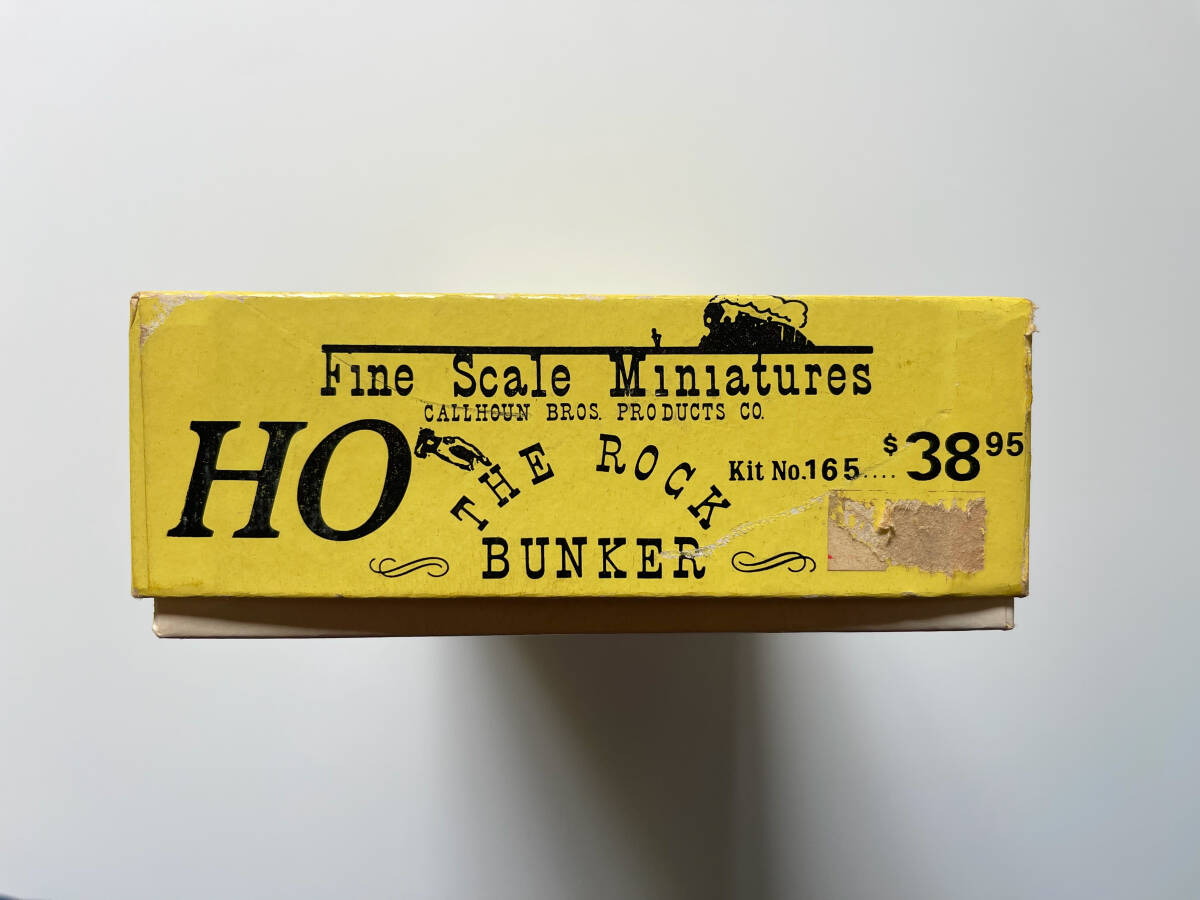 Fine Scale Miniatures
CALLHOUN BROS. PRODUCTS CO.
HO
THE ROCK
BUNKER
Kit No.165.... $38.95